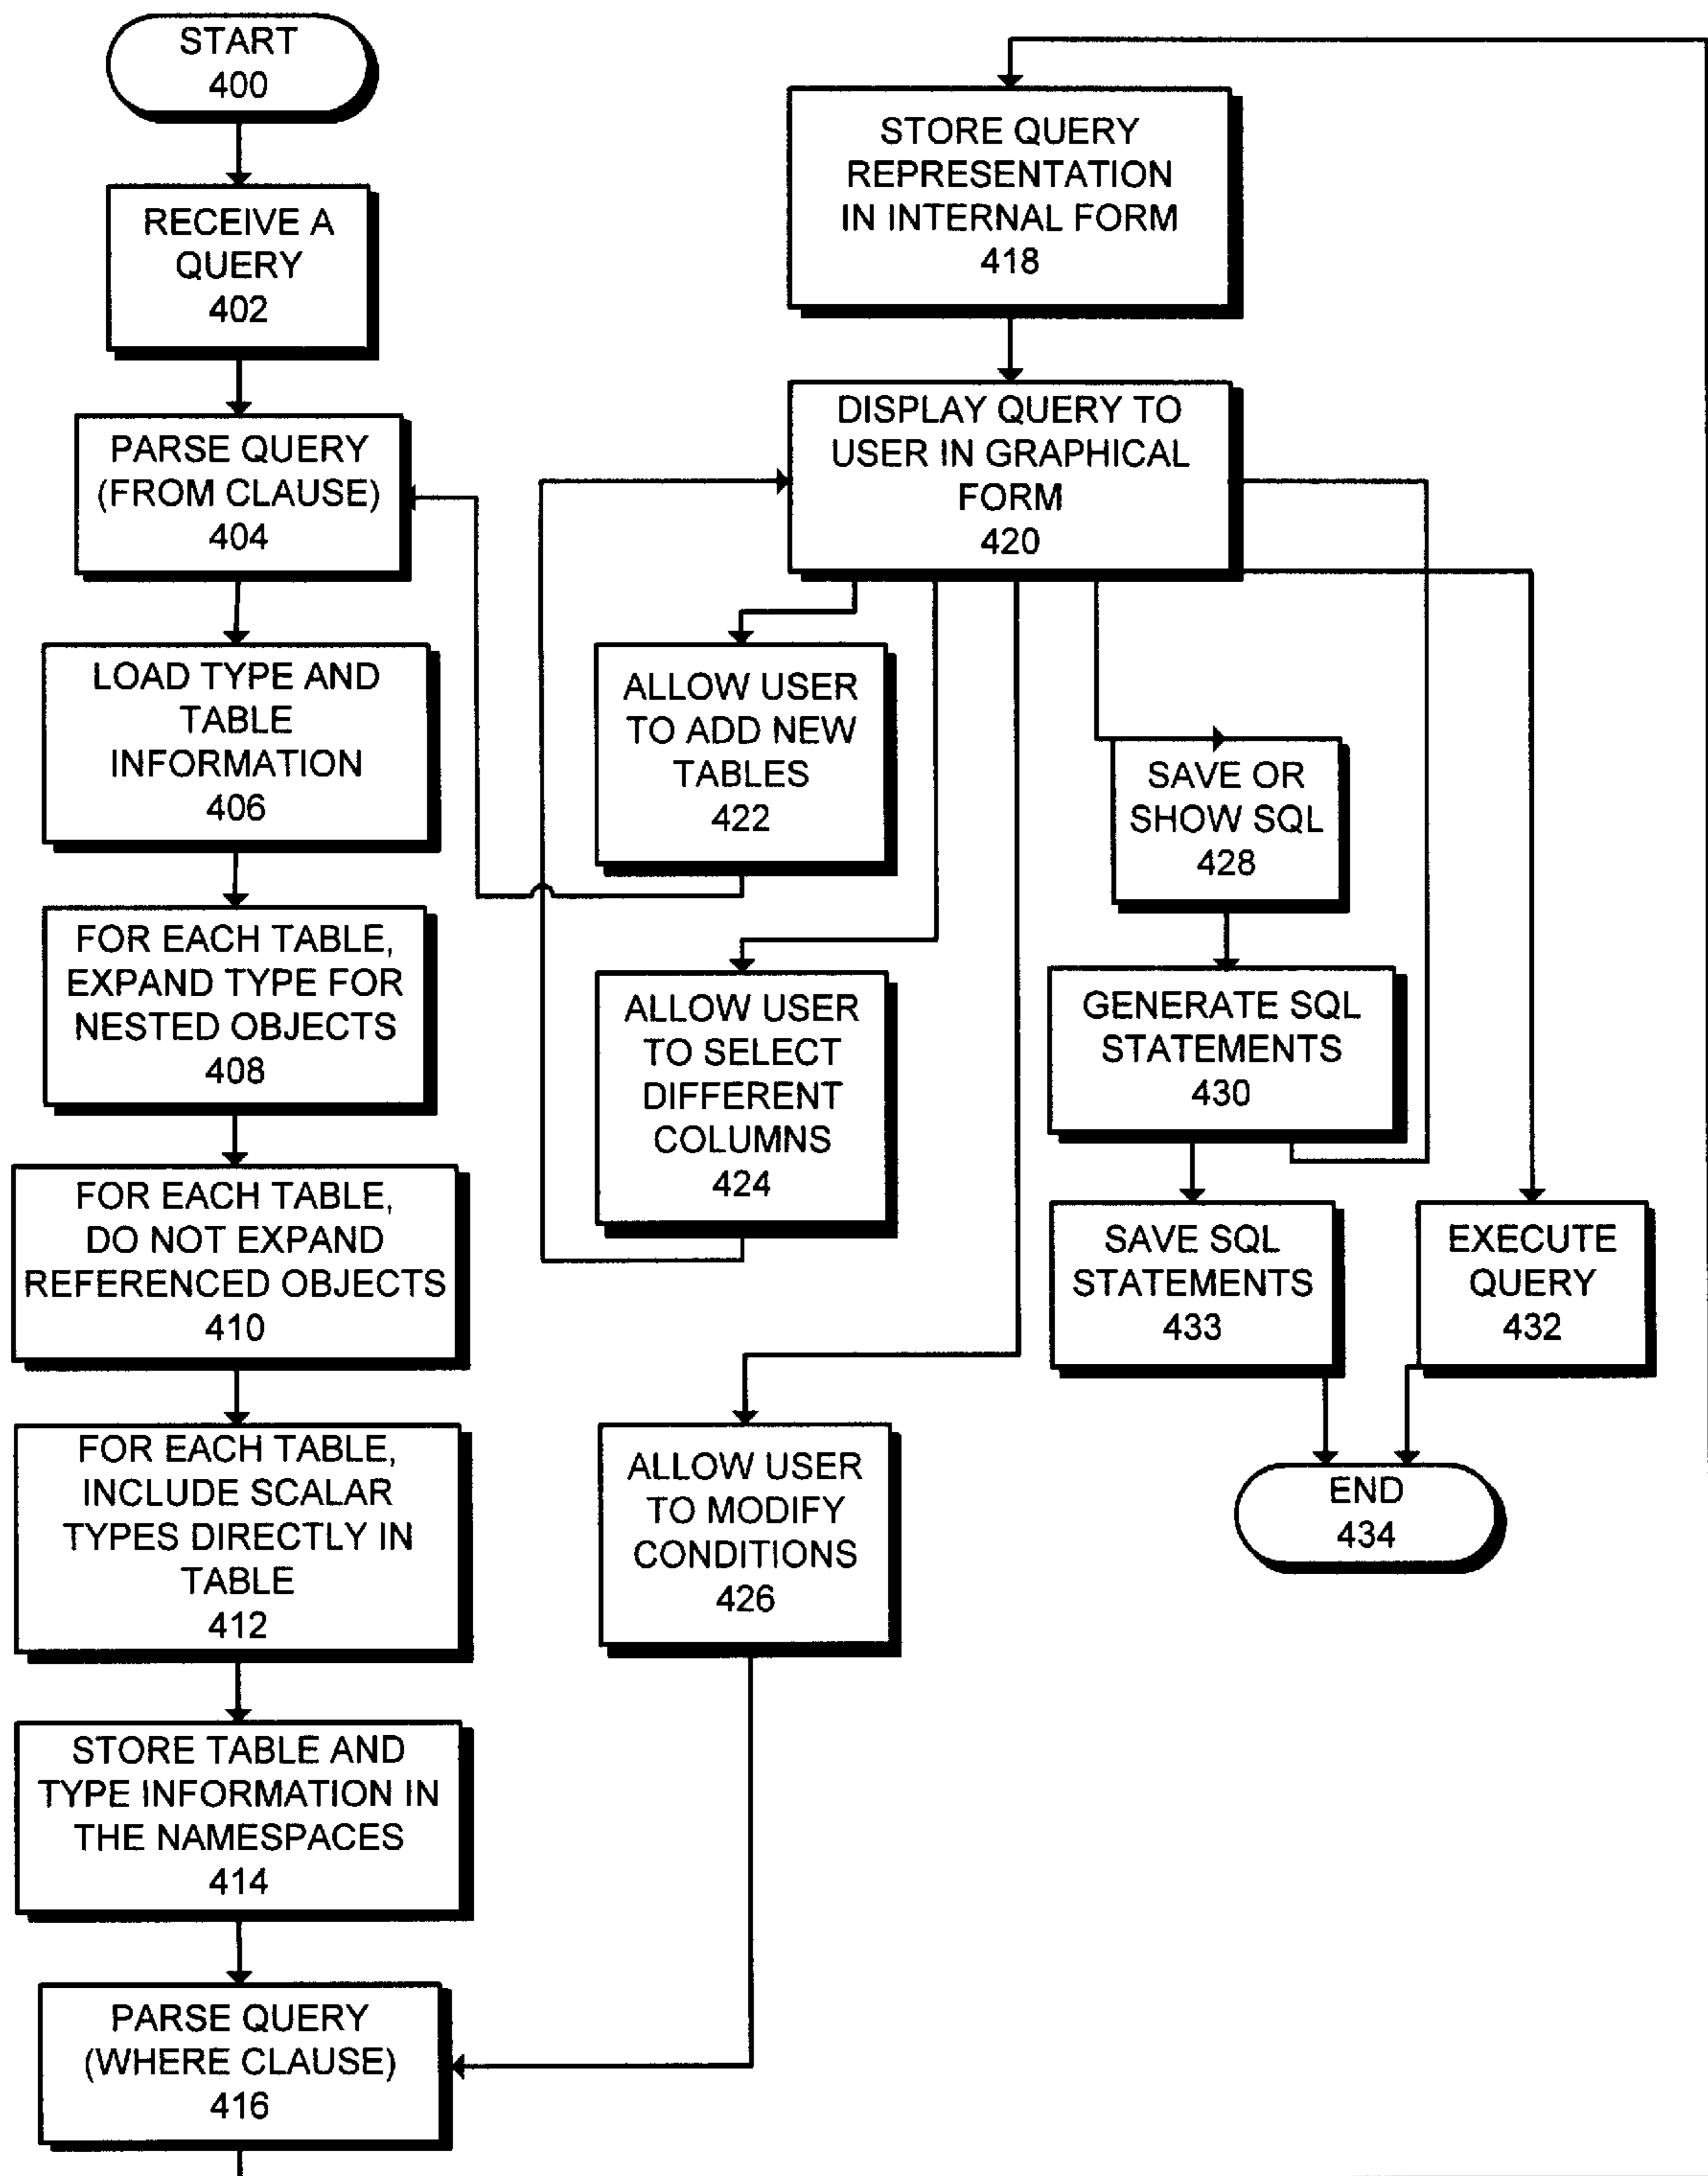 START
400
RECEIVE A
QUERY
402
PARSE QUERY
(FROM CLAUSE)
404
LOAD TYPE AND
TABLE
INFORMATION
406
FOR EACH TABLE,
EXPAND TYPE FOR
NESTED OBJECTS
408
FOR EACH TABLE,
DO NOT EXPAND
REFERENCED OBJECTS
410
FOR EACH TABLE,
INCLUDE SCALAR
TYPES DIRECTLY IN
TABLE
412
STORE TABLE AND
TYPE INFORMATION IN
THE NAMESPACES
414
PARSE QUERY
(WHERE CLAUSE)
416
STORE QUERY
REPRESENTATION
IN INTERNAL FORM
418
DISPLAY QUERY TO
USER IN GRAPHICAL
FORM
420
ALLOW USER
TO ADD NEW
TABLES
422
ALLOW USER
TO SELECT
DIFFERENT
COLUMNS
424
ALLOW USER
TO MODIFY
CONDITIONS
426
SAVE OR
SHOW SQL
428
GENERATE SQL
STATEMENTS
430
SAVE SQL
STATEMENTS
433
EXECUTE
QUERY
432
END
434